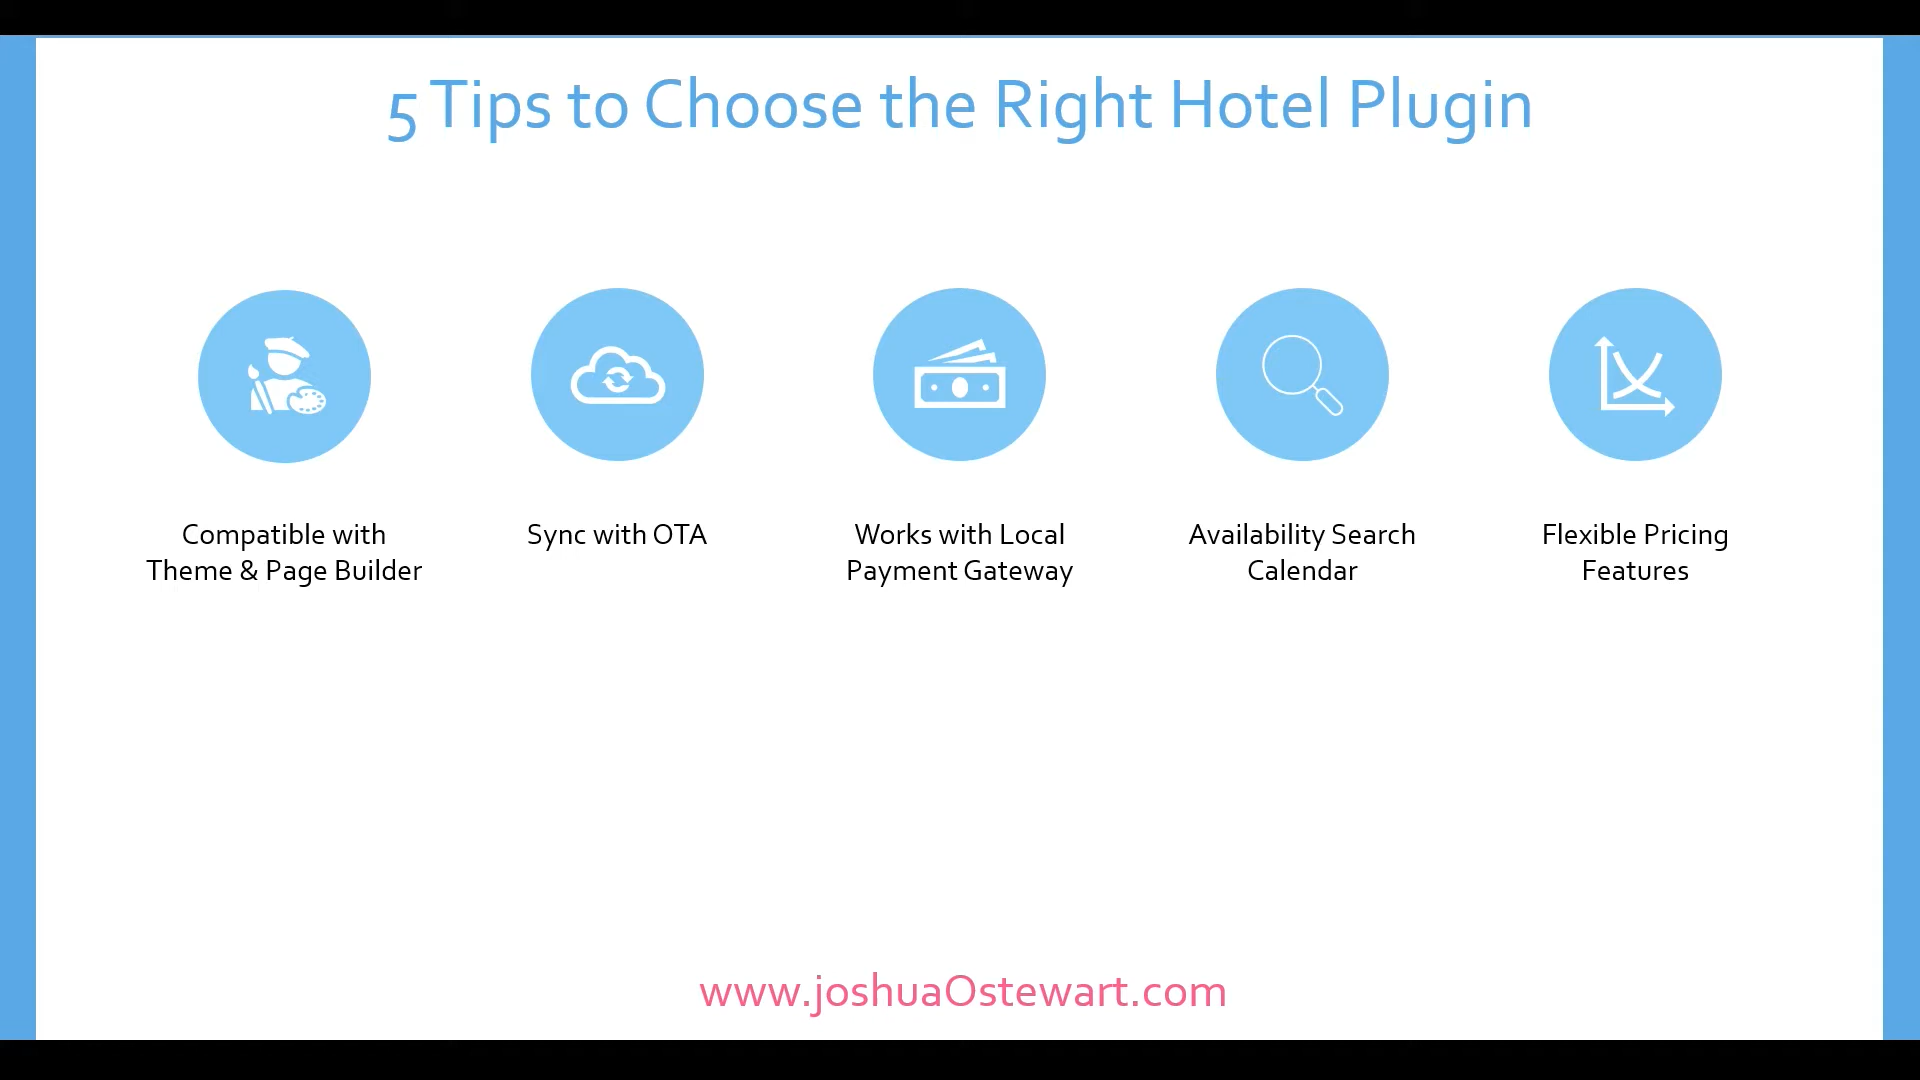 5 Tips to Choose the Right Hotel Plugin
Compatible with
Theme & Page Builder
Sync with OTA
Works with Local
Payment Gateway
Availability Search
Calendar
Flexible Pricing
Features
www.joshuaOstewart.com